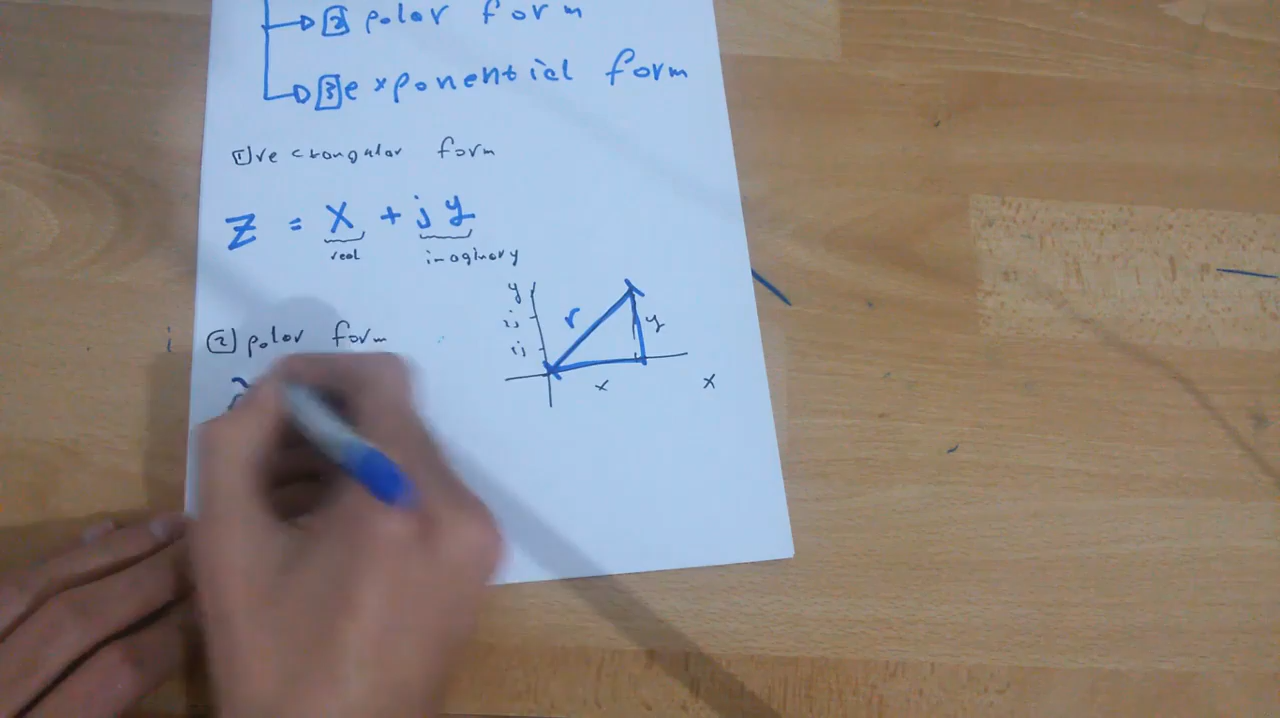 [2] polar form
[3] exponential form
(1) rectangular form
Z = X + j y
real
imaginary
y
r
y
x
x
(2) polar form